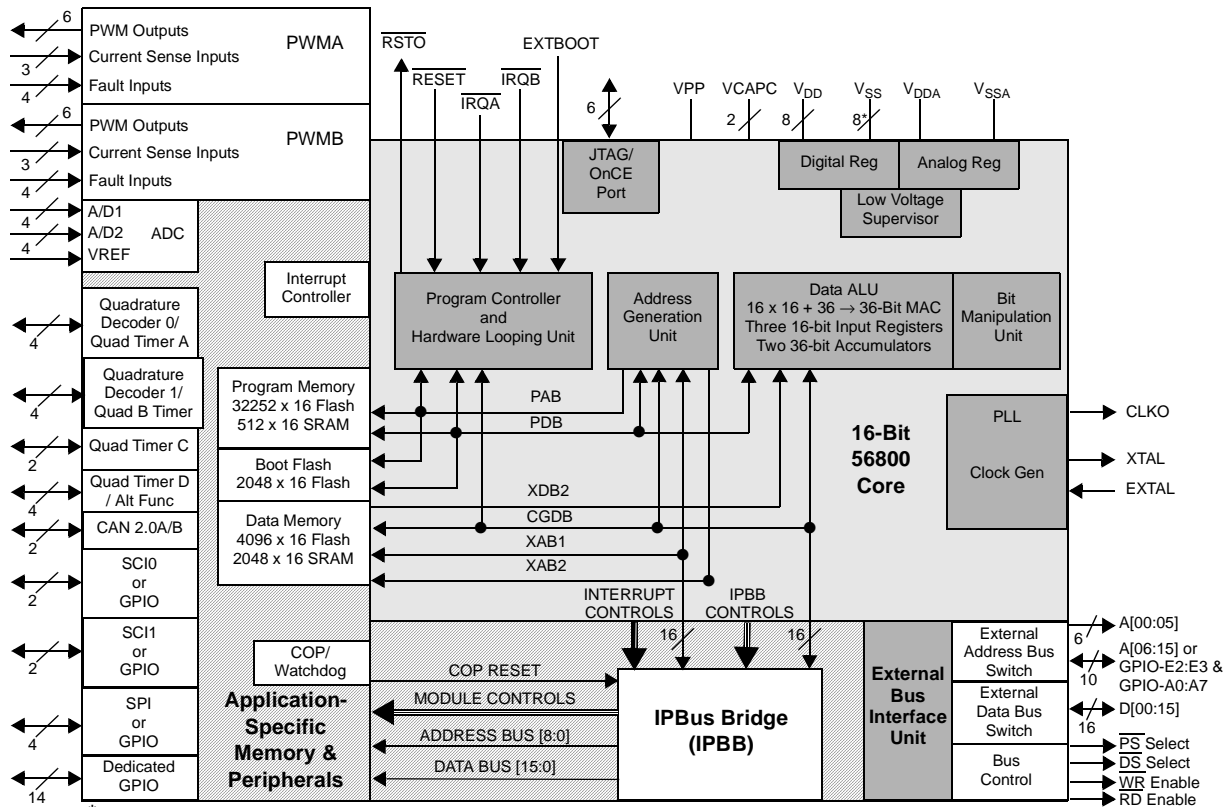 6
PWM Outputs
Current Sense Inputs
3
Fault Inputs
4
PWMA
6
PWM Outputs
Current Sense Inputs
3
Fault Inputs
4
PWMB
A/D1
4
A/D2
4
VREF
ADC
RSTO
RESET
IRQA
IRQB
EXTBOOT
6
JTAG/
OnCE
Port
VPP
VCAPC
2
VDD
8
VSS
8*
VDDA
VSSA
Digital Reg
Analog Reg
Low Voltage
Supervisor
Interrupt
Controller
Program Controller
and
Hardware Looping Unit
Address
Generation
Unit
Data ALU
16 x 16 + 36 → 36-Bit MAC
Three 16-bit Input Registers
Two 36-bit Accumulators
Bit
Manipulation
Unit
Quadrature
Decoder 0/
Quad Timer A
4
Quadrature
Decoder 1/
Quad B Timer
4
Quad Timer C
2
Quad Timer D
/ Alt Func
4
CAN 2.0A/B
2
SCI0
or
GPIO
2
SCI1
or
GPIO
2
SPI
or
GPIO
4
Dedicated
GPIO
14
*
Program Memory
32252 x 16 Flash
512 x 16 SRAM
Boot Flash
2048 x 16 Flash
Data Memory
4096 x 16 Flash
2048 x 16 SRAM
PAB
PDB
XDB2
CGDB
XAB1
XAB2
16-Bit
56800
Core
PLL
Clock Gen
CLKO
XTAL
EXTAL
INTERRUPT
CONTROLS
16
IPBB
CONTROLS
16
COP/
Watchdog
COP RESET
MODULE CONTROLS
ADDRESS BUS [8:0]
DATA BUS [15:0]
Application-
Specific
Memory &
Peripherals
IPBus Bridge
(IPBB)
External
Bus
Interface
Unit
External
Address Bus
Switch
External
Data Bus
Switch
Bus
Control
A[00:05]
6
A[06:15] or
GPIO-E2:E3 &
GPIO-A0:A7
10
D[00:15]
16
PS Select
DS Select
WR Enable
RD Enable